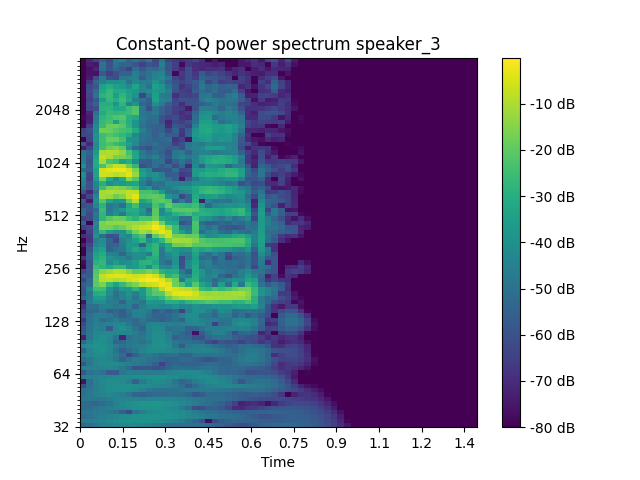 Constant-Q power spectrum speaker_3
Hz
2048
1024
512
256
128
64
32
0 0.15 0.3 0.45 0.6 0.75 0.9 1.1 1.2 1.4
Time
-10 dB
-20 dB
-30 dB
-40 dB
-50 dB
-60 dB
-70 dB
-80 dB